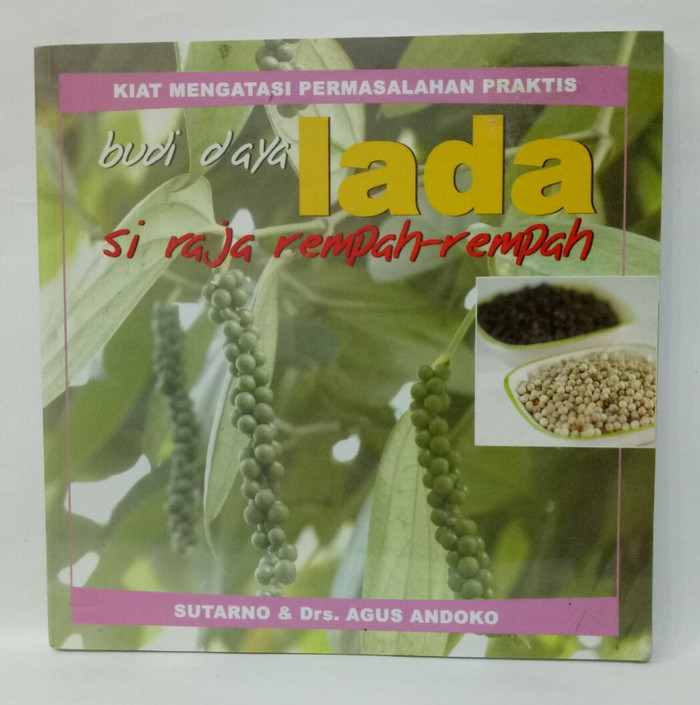 KIAT MENGATASI PERMASALAHAN PRAKTIS
budi daya lada
si raja rempah-rempah
SUTARNO & Drs. AGUS ANDOKO